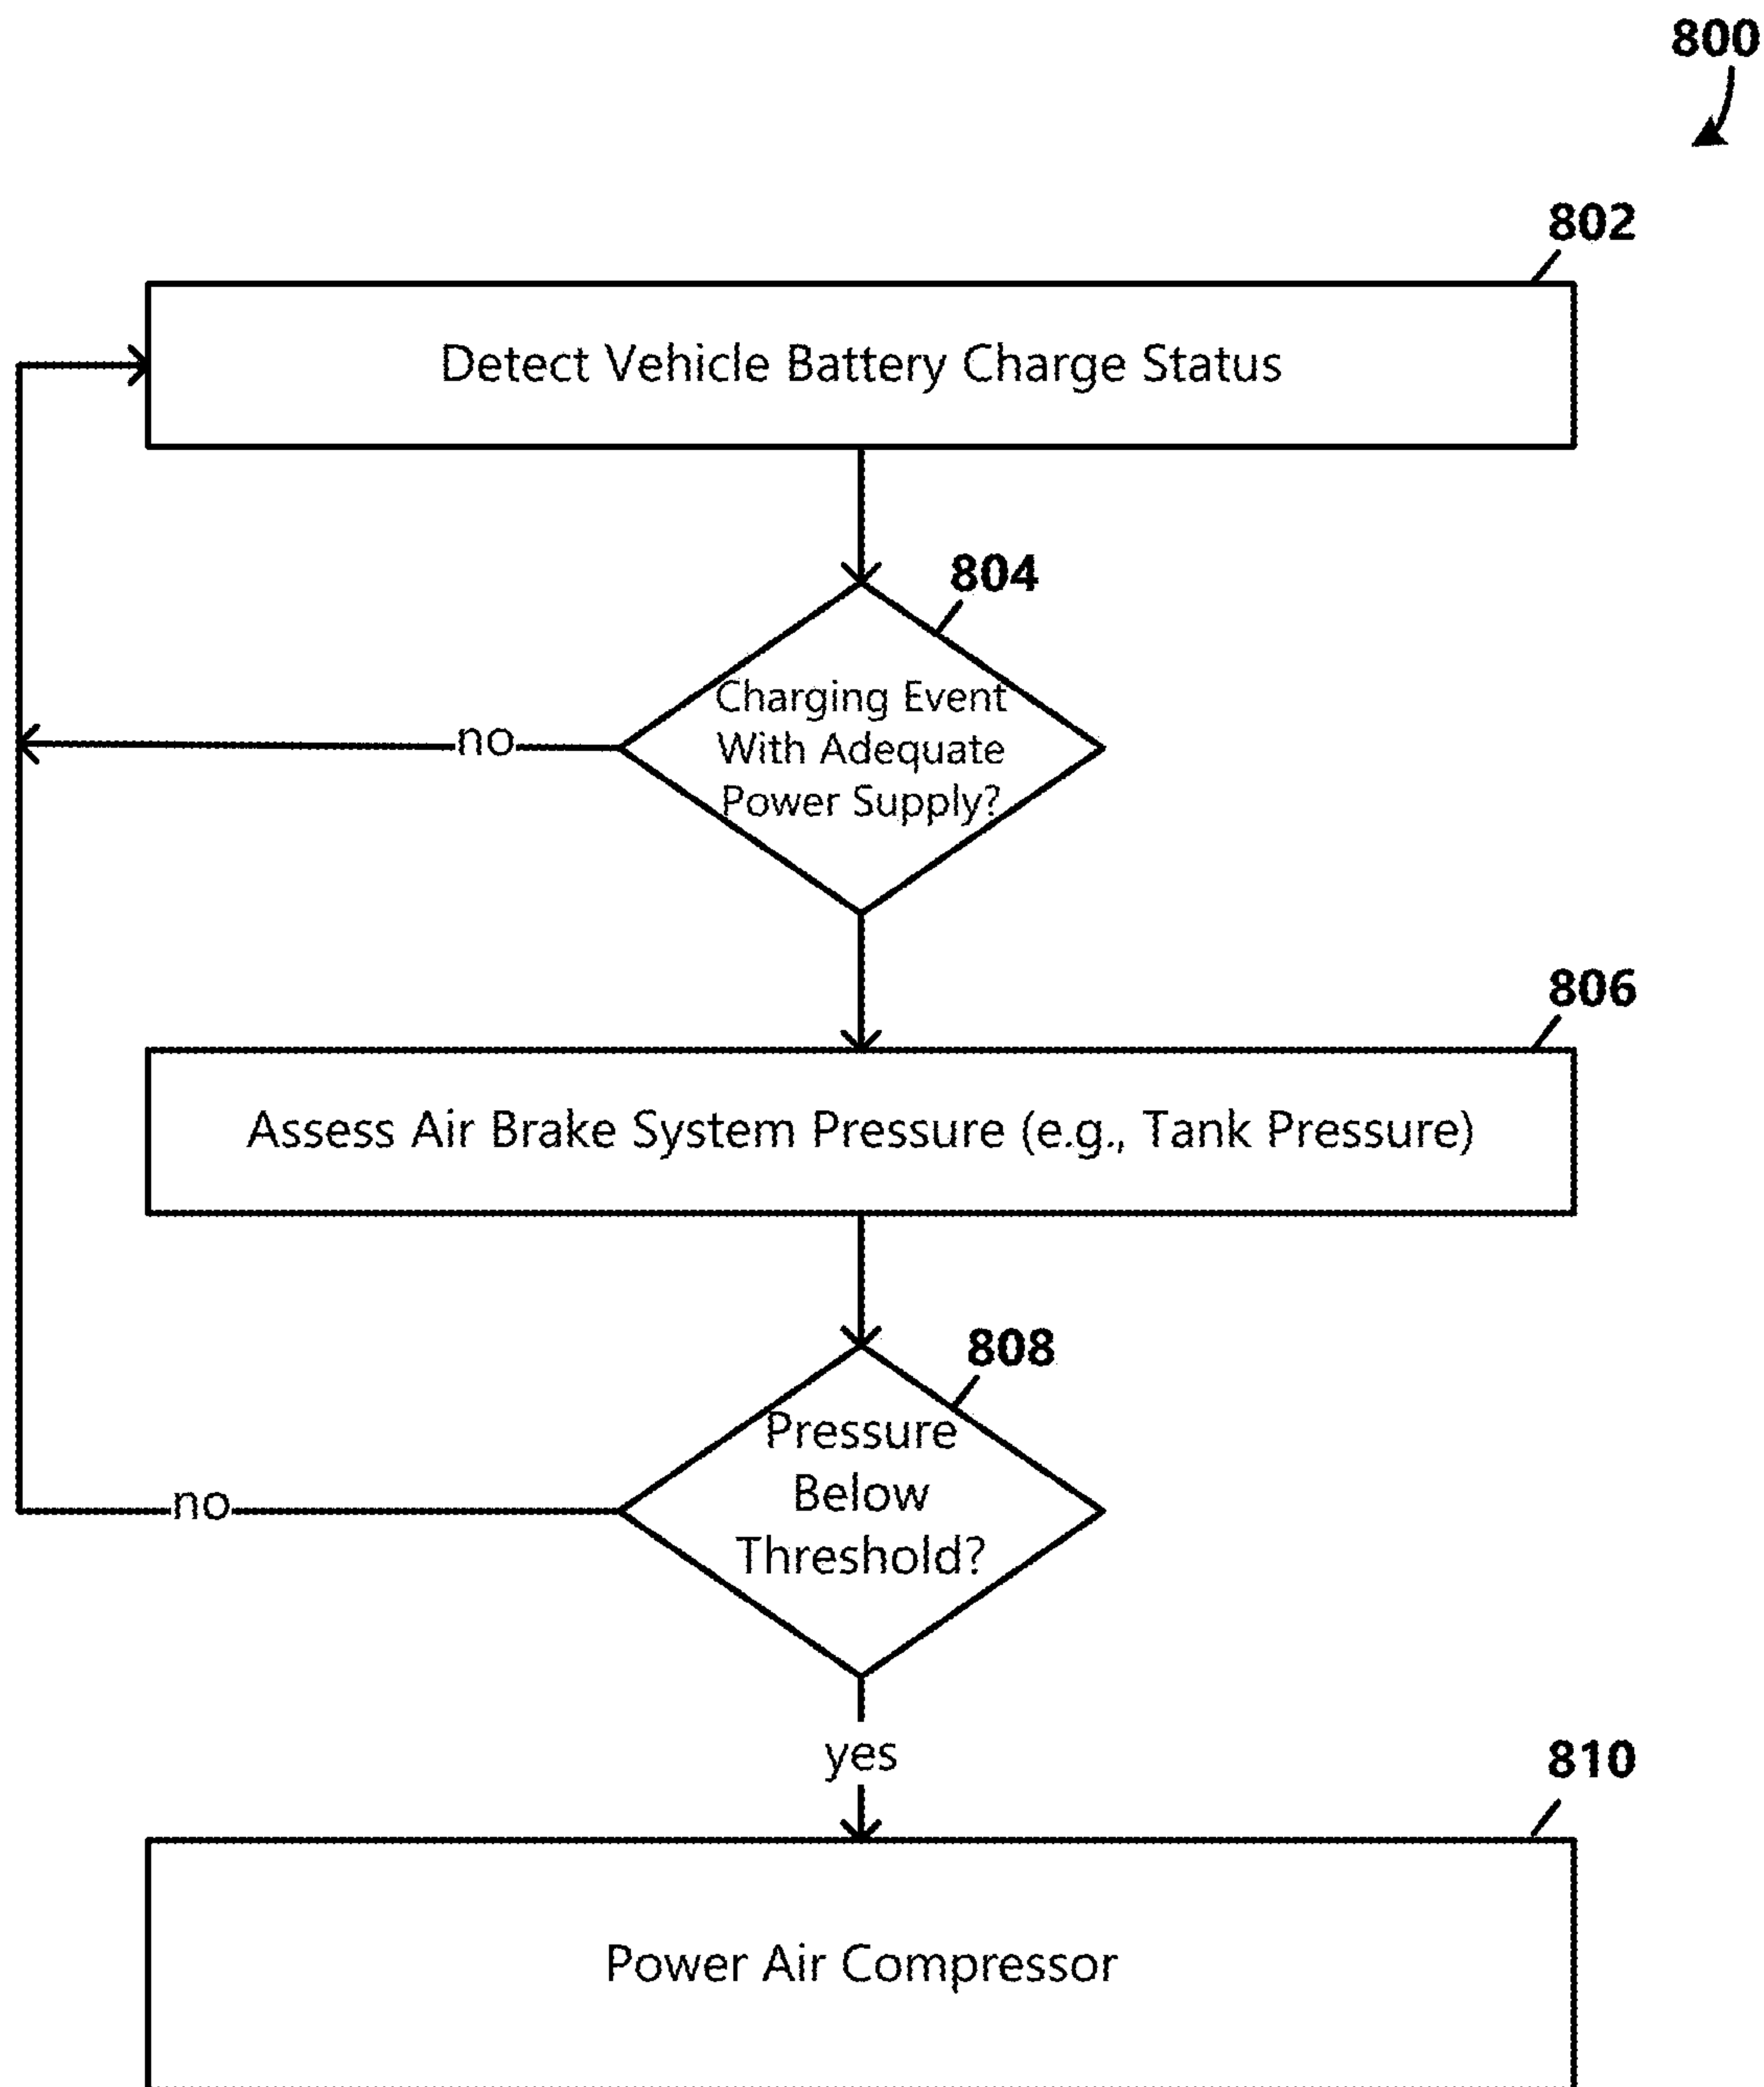 800
802
Detect Vehicle Battery Charge Status
804
Charging Event
With Adequate
Power Supply?
no
806
Assess Air Brake System Pressure (e.g., Tank Pressure)
808
Pressure
Below
Threshold?
no
yes
810
Power Air Compressor